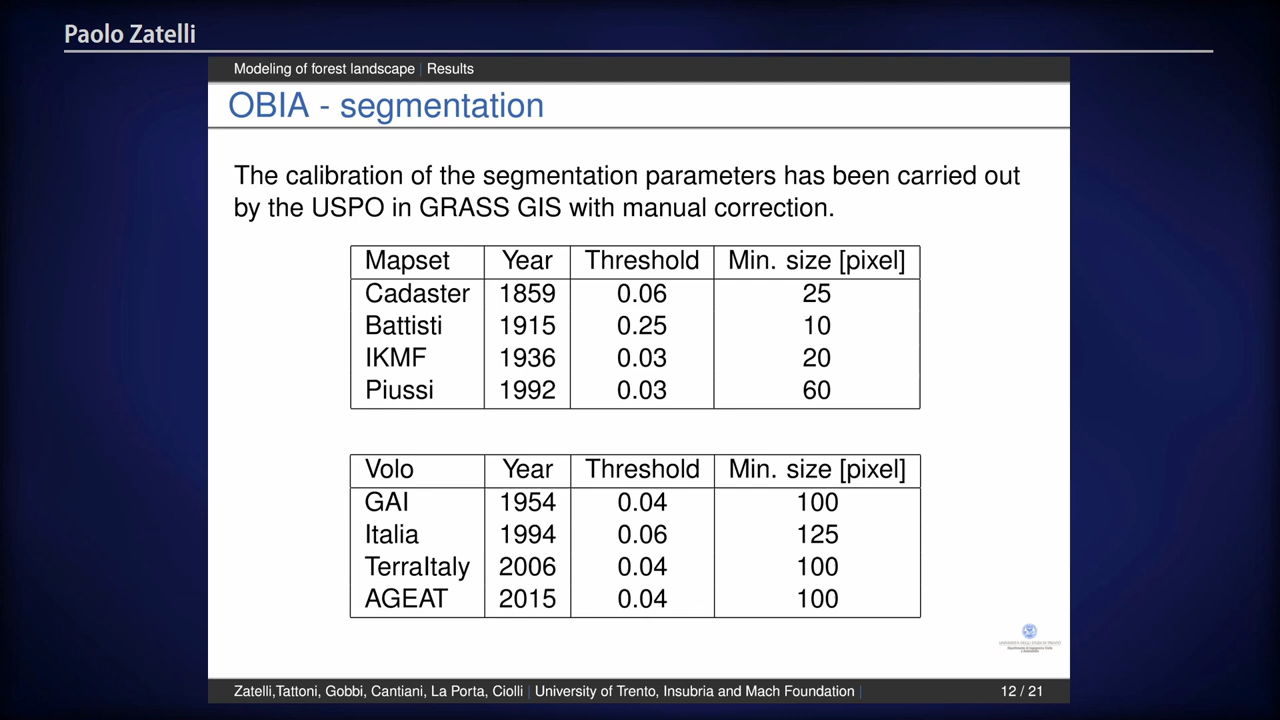 Paolo Zatelli
Modeling of forest landscape | Results
OBIA - segmentation
The calibration of the segmentation parameters has been carried out
by the USPO in GRASS GIS with manual correction.
Mapset Year Threshold Min. size [pixel]
Cadaster 1859 0.06 25
Battisti 1915 0.25 10
IKMF 1936 0.03 20
Piussi 1992 0.03 60
Volo Year Threshold Min. size [pixel]
GAI 1954 0.04 100
Italia 1994 0.06 125
TerraItaly 2006 0.04 100
AGEAT 2015 0.04 100
Zatelli,Tattoni, Gobbi, Cantiani, La Porta, Ciolli | University of Trento, Insubria and Mach Foundation | 12 / 21